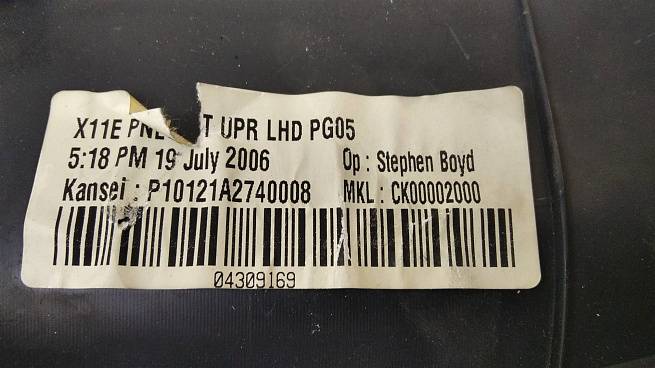 X11E UPR LHD PG05
5:18 PM 19 July 2006 Op : Stephen Boyd
Kansei : P10121A2740008 MKL : CK00002000
04309169